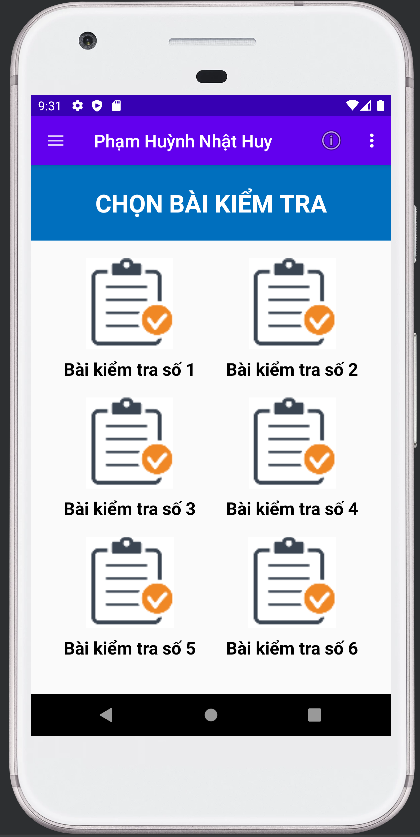 9:31
Phạm Huỳnh Nhật Huy
CHỌN BÀI KIỂM TRA
Bài kiểm tra số 1
Bài kiểm tra số 2
Bài kiểm tra số 3
Bài kiểm tra số 4
Bài kiểm tra số 5
Bài kiểm tra số 6